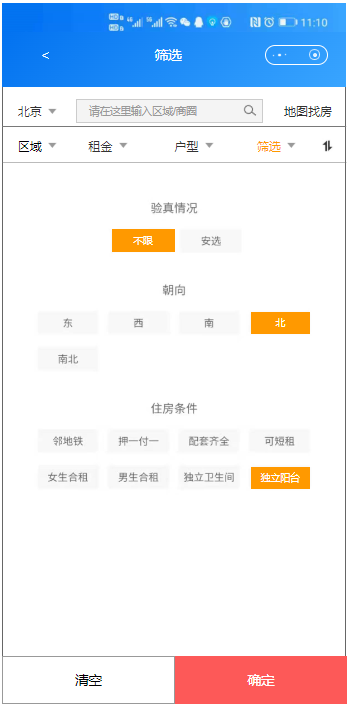 11:10
< 筛选
北京 请在这里输入区域/商圈 地图找房
区域 租金 户型 筛选
验真情况
不限 安选
朝向
东 西 南 北
南北
住房条件
邻地铁 押一付一 配套齐全 可短租
女生合租 男生合租 独立卫生间 独立阳台
清空 确定